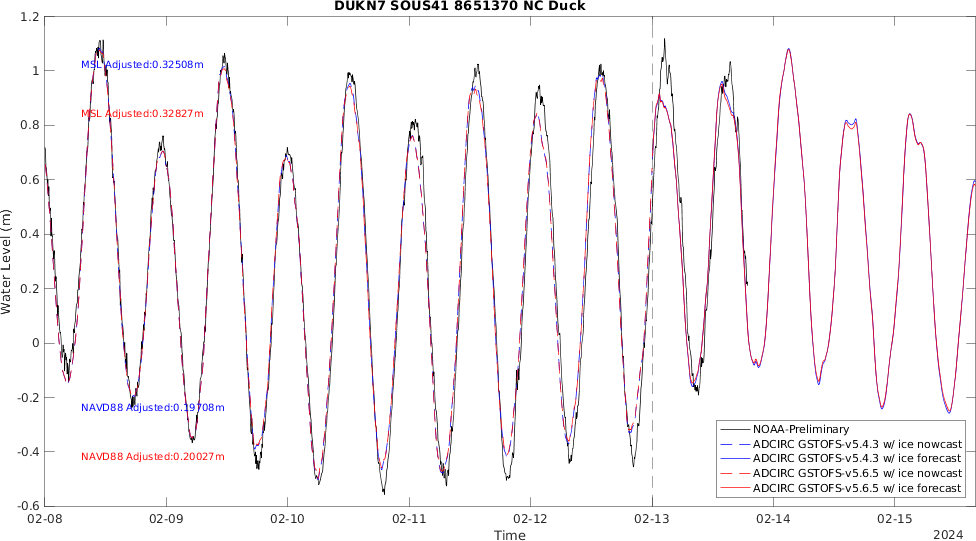 DUKN7 SOUS41 8651370 NC Duck
1.2
1
0.8
0.6
0.4
0.2
0
-0.2
-0.4
-0.6
Water Level (m)
MSL Adjusted:0.32508m
MSL Adjusted:0.32827m
NAVD88 Adjusted:0.19708m
NAVD88 Adjusted:0.20027m
NOAA-Preliminary
ADCIRC GSTOFS-v5.4.3 w/ ice nowcast
ADCIRC GSTOFS-v5.4.3 w/ ice forecast
ADCIRC GSTOFS-v5.6.5 w/ ice nowcast
ADCIRC GSTOFS-v5.6.5 w/ ice forecast
02-08 02-09 02-10 02-11 02-12 02-13 02-14 02-15
Time
2024